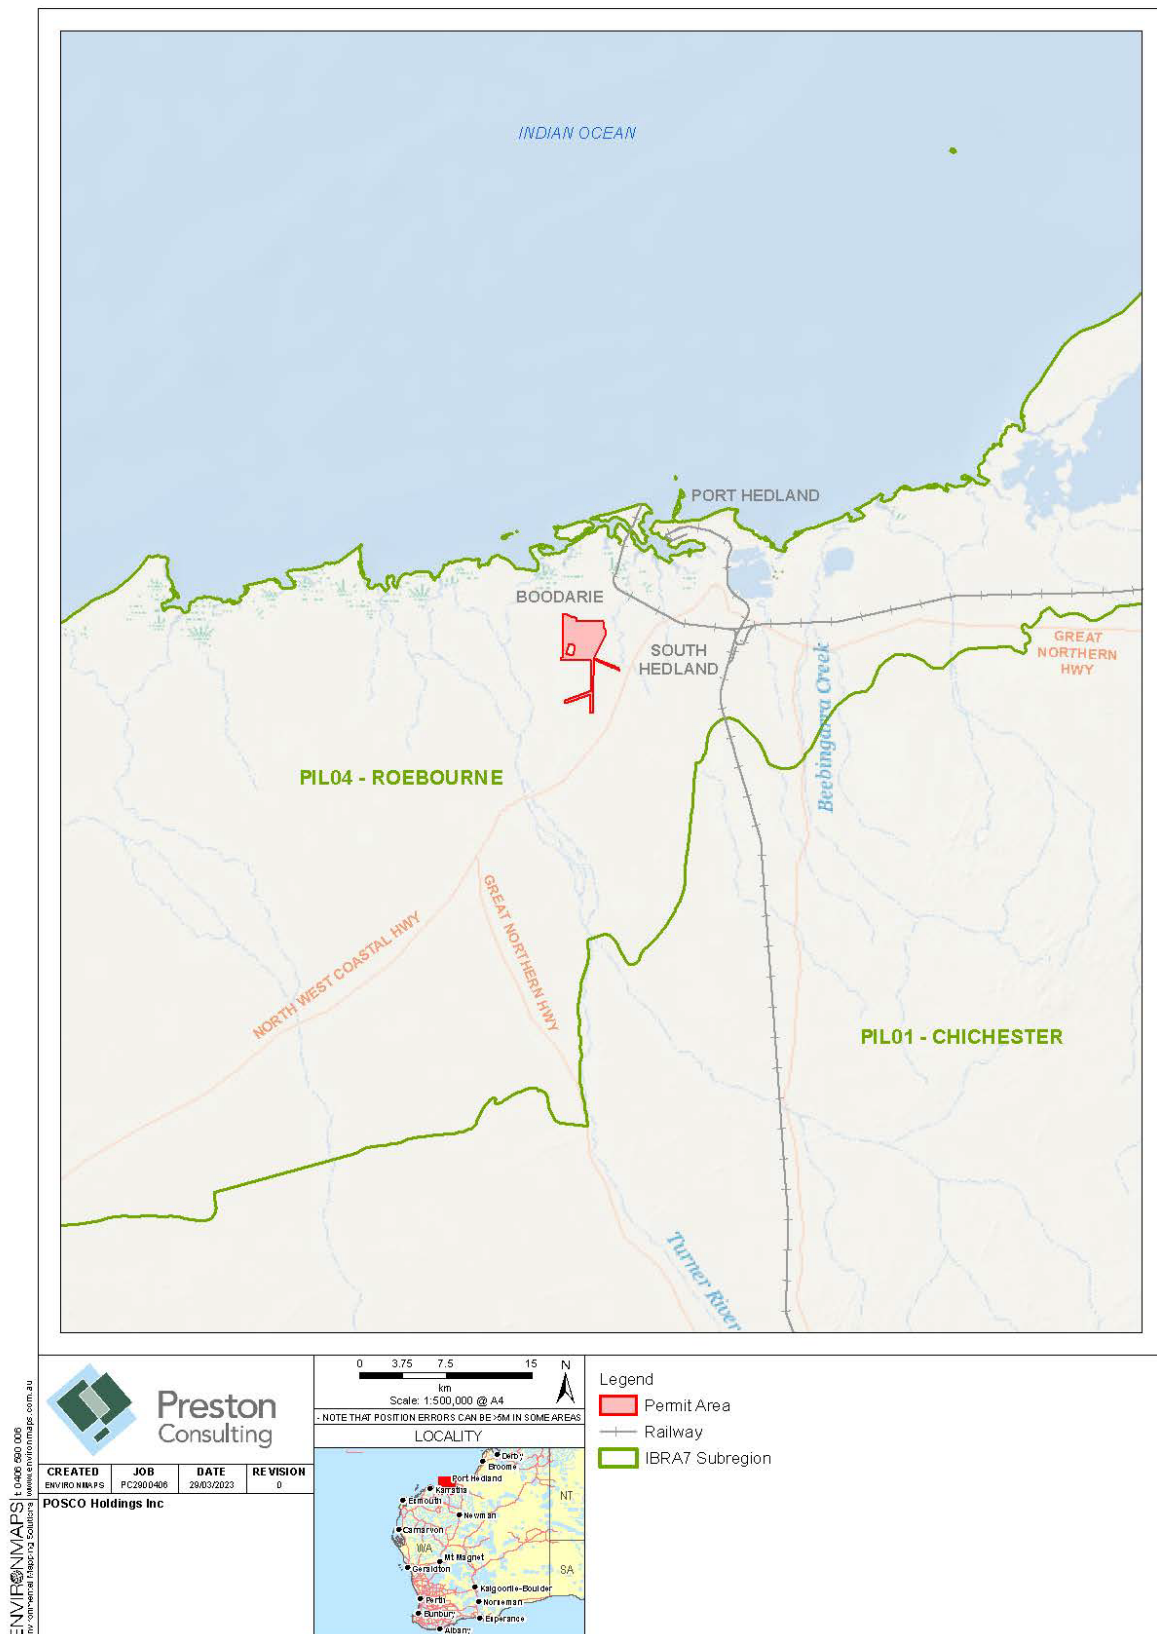 INDIAN OCEAN
PORT HEDLAND
BOODARIE
SOUTH
HEDLAND
GREAT
NORTHERN
HWY
Beebingarra Creek
PIL04 - ROEBOURNE
GREAT NORTHERN HWY
NORTH WEST COASTAL HWY
PIL01 - CHICHESTER
Turner River
Preston
Consulting
CREATED JOB DATE REVISION
ENVIRONMAPS PC2900406 29/03/2023 0
POSCO Holdings Inc
0 3.75 7.5 15 N
km
Scale: 1:500,000 @ A4
- NOTE THAT POSITION ERRORS CAN BE >5M IN SOME AREAS
LOCALITY
Derby
Broome
Port Hedland
Karratha
Exmouth
NT
Newman
Carnarvon
WA
Mt Magnet
Geraldton
SA
Kalgoorlie-Boulder
Perth
Norseman
Bunbury
Esperance
Albany
Legend
Permit Area
Railway
IBRA7 Subregion
ENVIRONMAPS t 0406 590 006
Environmental Mapping Solutions www.environmaps.com.au